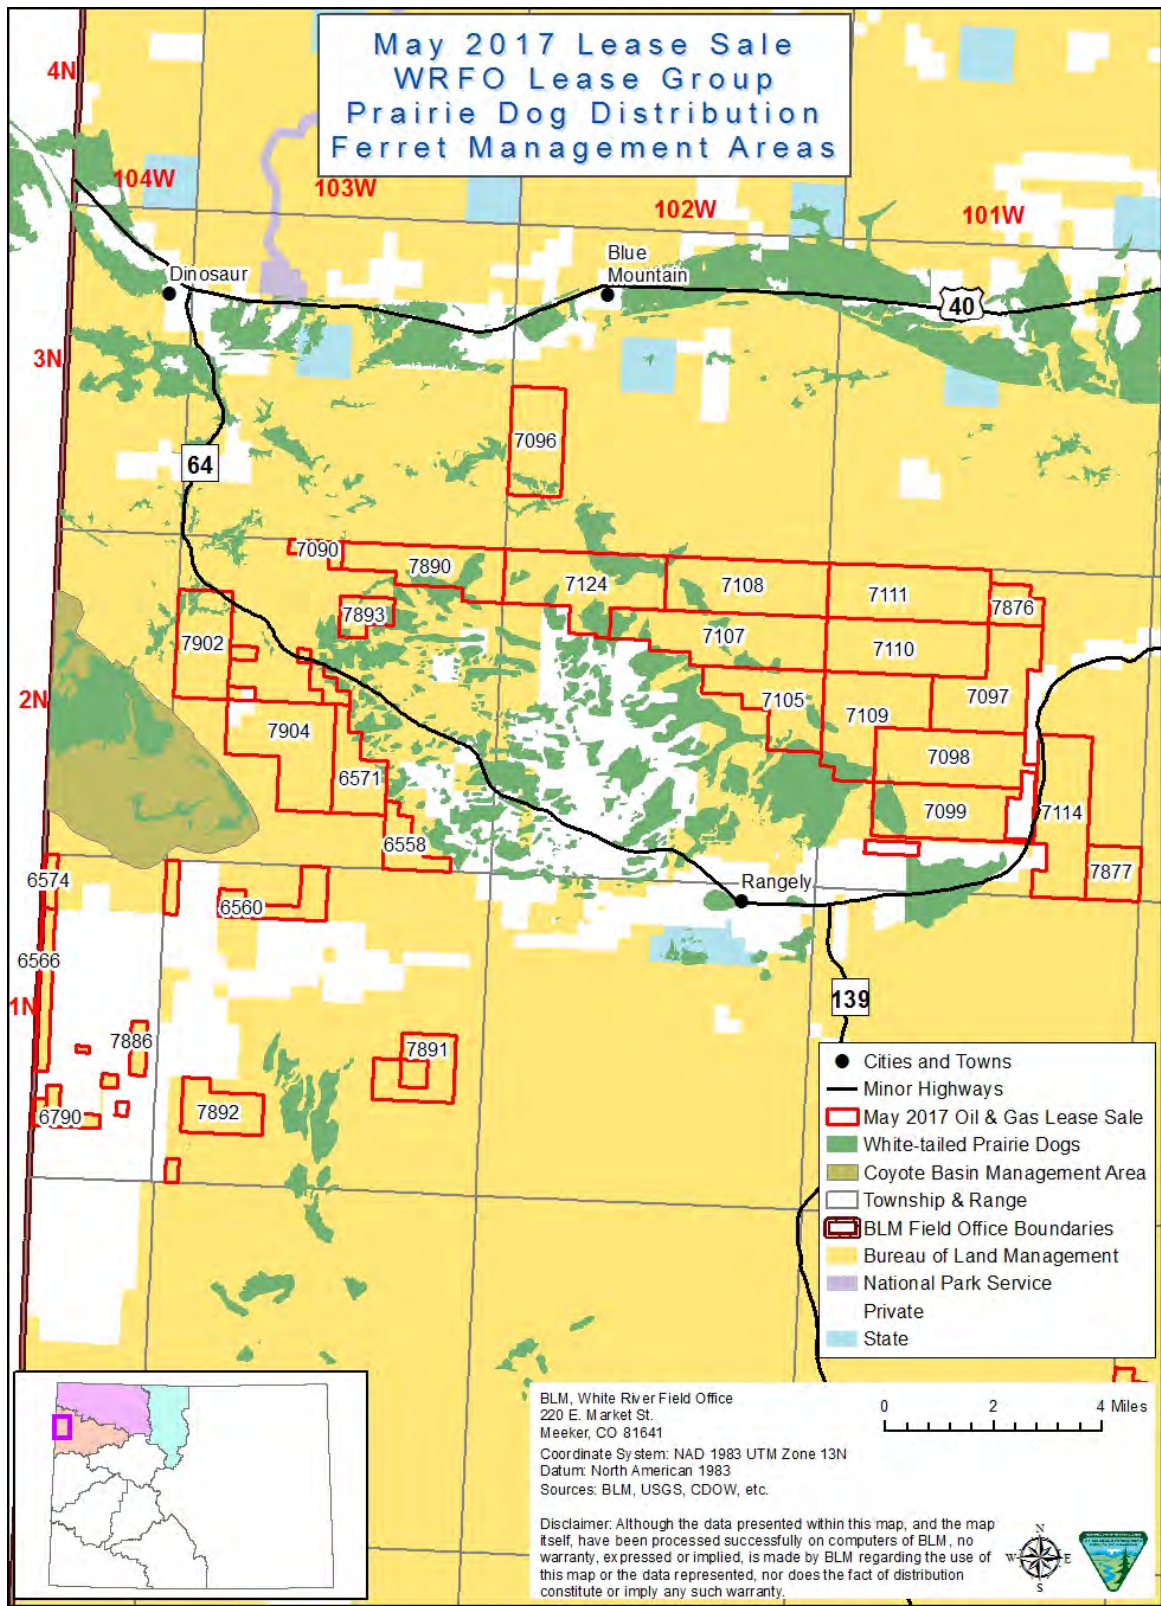 May 2017 Lease Sale
WRFO Lease Group
Prairie Dog Distribution
Ferret Management Areas
4N
104W
103W
102W
101W
Dinosaur
Blue
Mountain
40
3N
7096
64
7090
7890
7124
7108
7111
7876
7893
7902
7107
7110
2N
7904
7105
7109
7097
6571
7098
7099
7114
6558
6574
Rangely
7877
6560
6566
1N
139
7886
7891
6790
7892
Cities and Towns
Minor Highways
May 2017 Oil & Gas Lease Sale
White-tailed Prairie Dogs
Coyote Basin Management Area
Township & Range
BLM Field Office Boundaries
Bureau of Land Management
National Park Service
Private
State
BLM, White River Field Office
220 E. Market St.
Meeker, CO 81641
Coordinate System: NAD 1983 UTM Zone 13N
Datum: North American 1983
Sources: BLM, USGS, CDOW, etc.
0 2 4 Miles
Disclaimer: Although the data presented within this map, and the map
itself, have been processed successfully on computers of BLM, no
warranty, expressed or implied, is made by BLM regarding the use of
this map or the data represented, nor does the fact of distribution
constitute or imply any such warranty.
N
W E
S